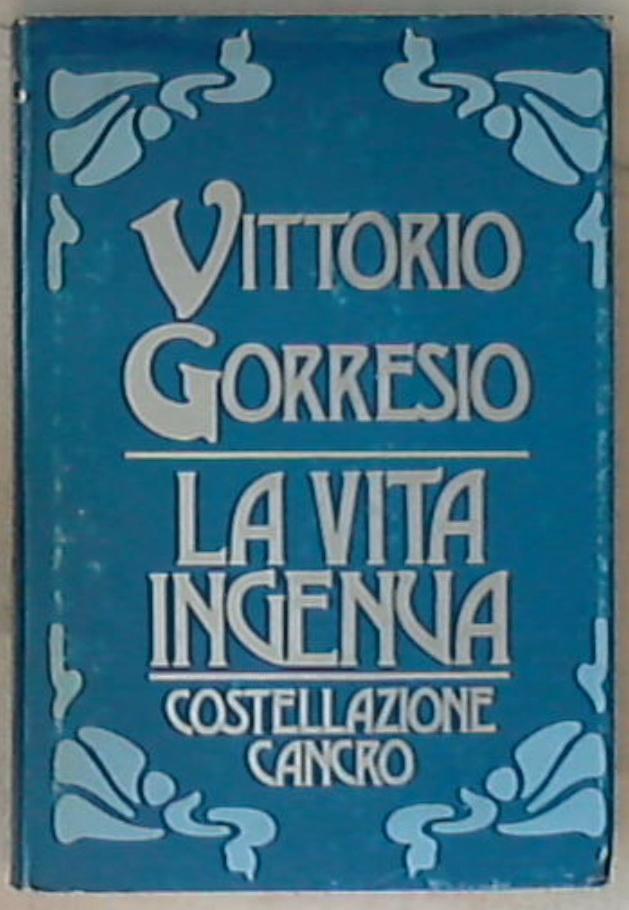 VITTORIO
GORRESIO
LA VITA
INGENUA
COSTELLAZIONE
CANCRO